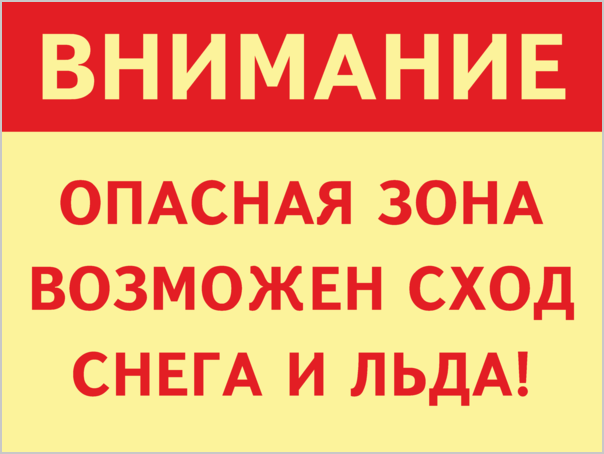 ВНИМАНИЕ
ОПАСНАЯ ЗОНА
ВОЗМОЖЕН СХОД
СНЕГА И ЛЬДА!